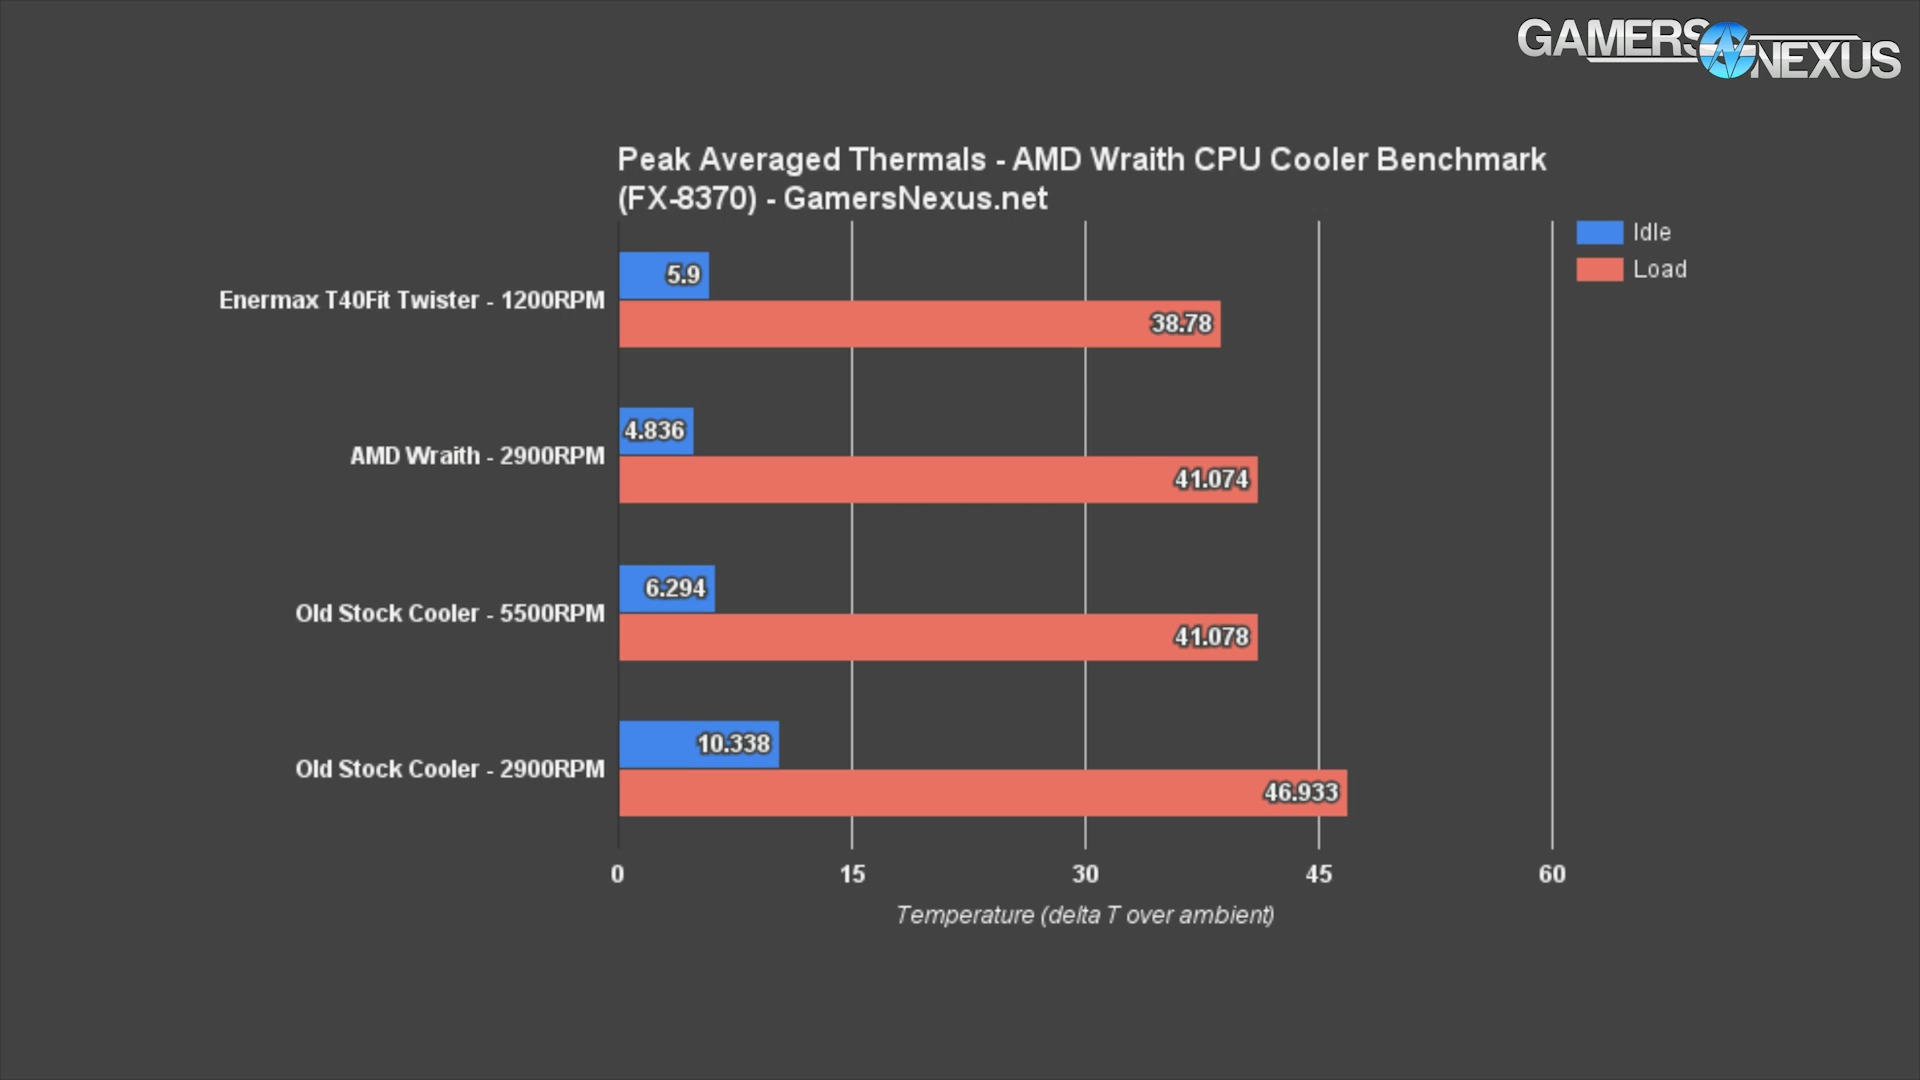 GAMERS NEXUS
Peak Averaged Thermals - AMD Wraith CPU Cooler Benchmark
(FX-8370) - GamersNexus.net
Idle
Load
Enermax T40Fit Twister - 1200RPM
5.9
38.78
AMD Wraith - 2900RPM
4.836
41.074
Old Stock Cooler - 5500RPM
6.294
41.078
Old Stock Cooler - 2900RPM
10.338
46.933
0 15 30 45 60
Temperature (delta T over ambient)